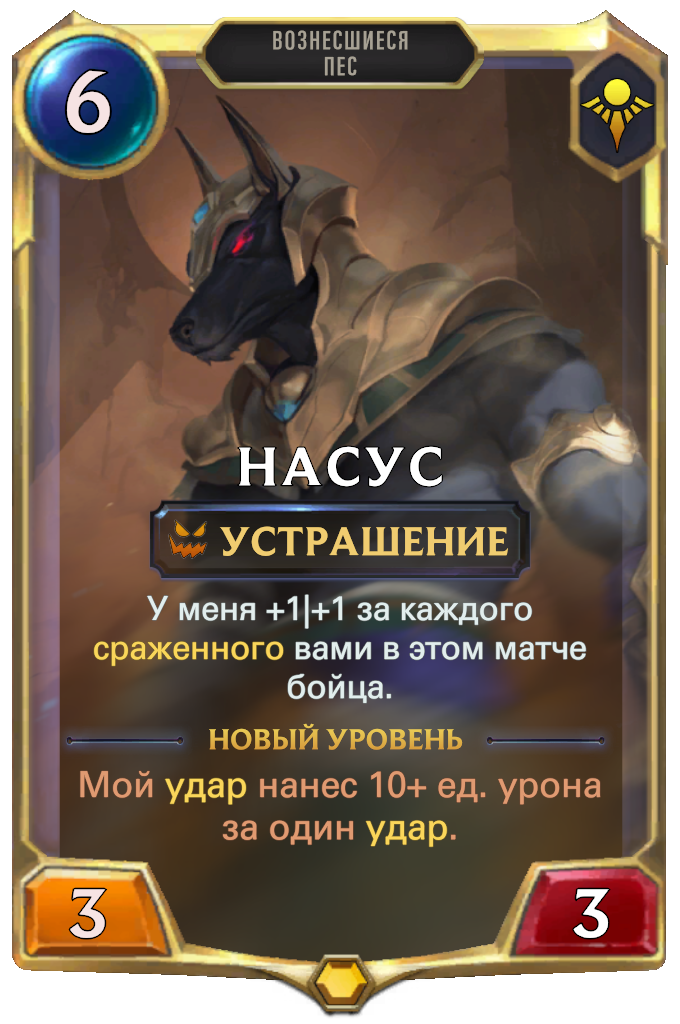 ВОЗНЕСШИЕСЯ
ПЕС
6
НАСУС
УСТРАШЕНИЕ
У меня +1|+1 за каждого
сраженного вами в этом матче
бойца.
НОВЫЙ УРОВЕНЬ
Мой удар нанес 10+ ед. урона
за один удар.
3
3